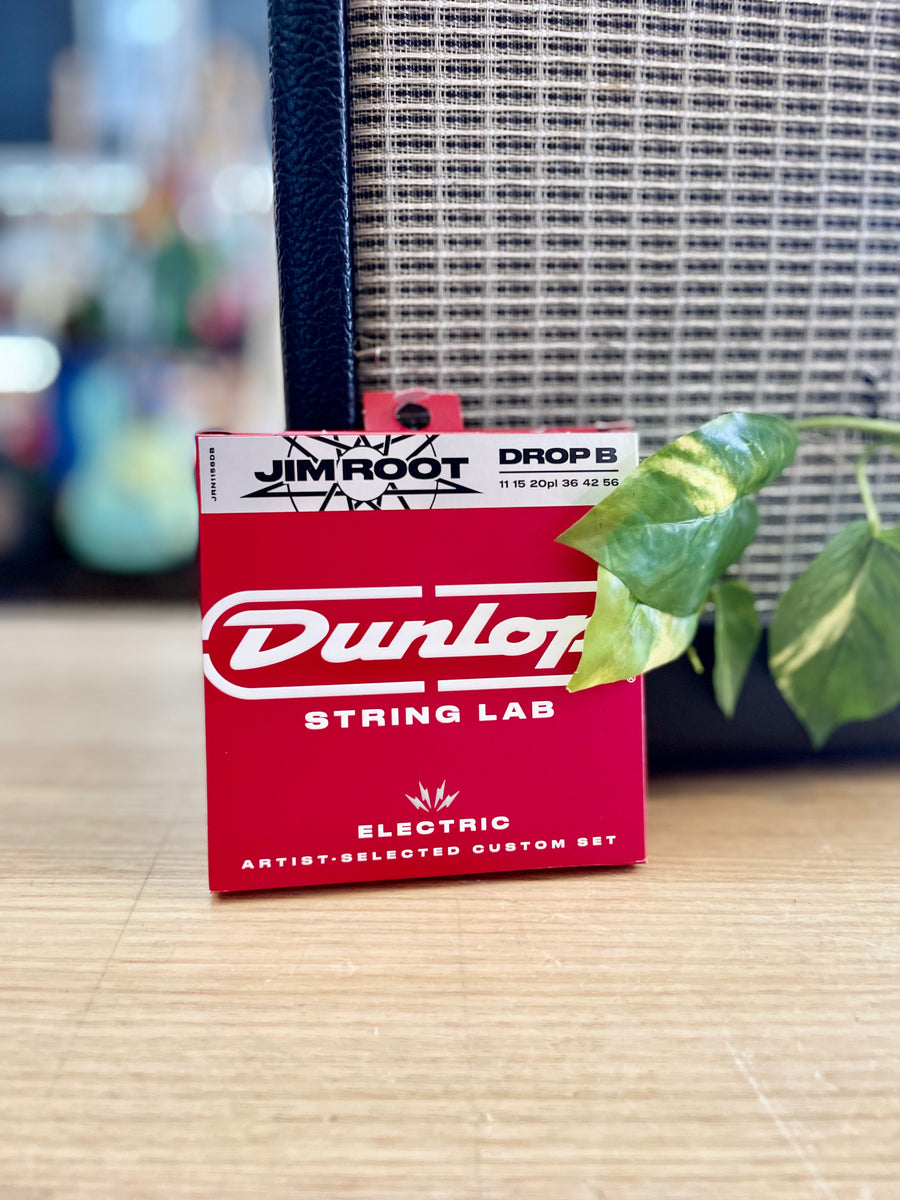 JRN1156DB
JIM ROOT
DROP B
11 15 20pl 36 42 56
Dunlop
®
STRING LAB
ELECTRIC
ARTIST-SELECTED CUSTOM SET